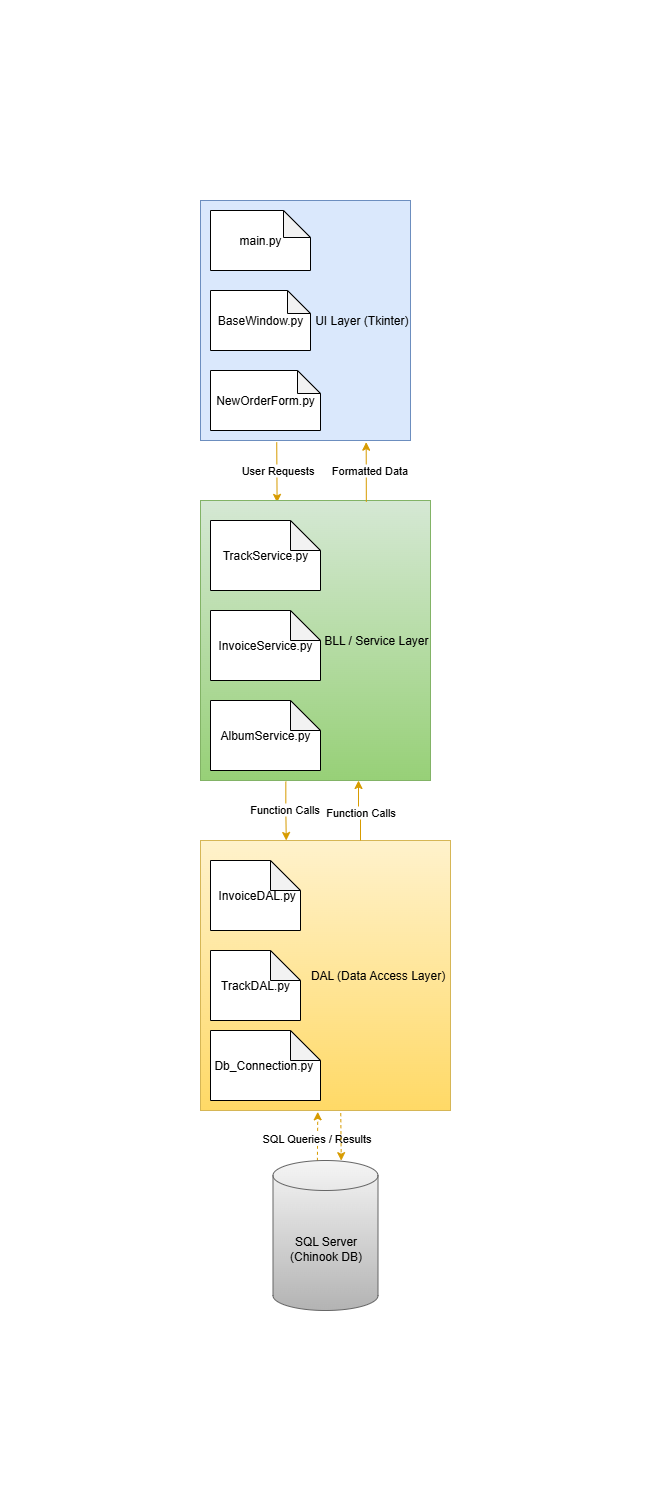 main.py
BaseWindow.py
UI Layer (Tkinter)
NewOrderForm.py
User Requests
Formatted Data
TrackService.py
InvoiceService.py
BLL / Service Layer
AlbumService.py
Function Calls
Function Calls
InvoiceDAL.py
TrackDAL.py
DAL (Data Access Layer)
Db_Connection.py
SQL Queries / Results
SQL Server
(Chinook DB)